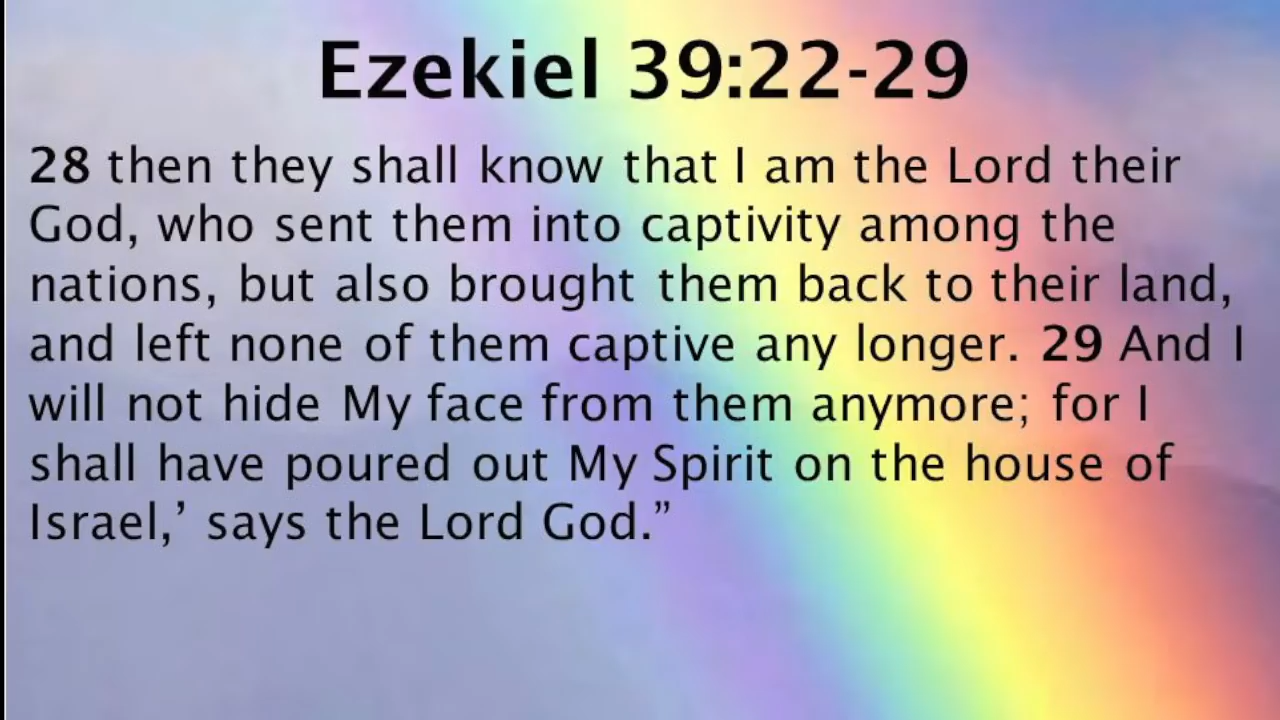 Ezekiel 39:22-29
28 then they shall know that I am the Lord their
God, who sent them into captivity among the
nations, but also brought them back to their land,
and left none of them captive any longer. 29 And I
will not hide My face from them anymore; for I
shall have poured out My Spirit on the house of
Israel,’ says the Lord God.”